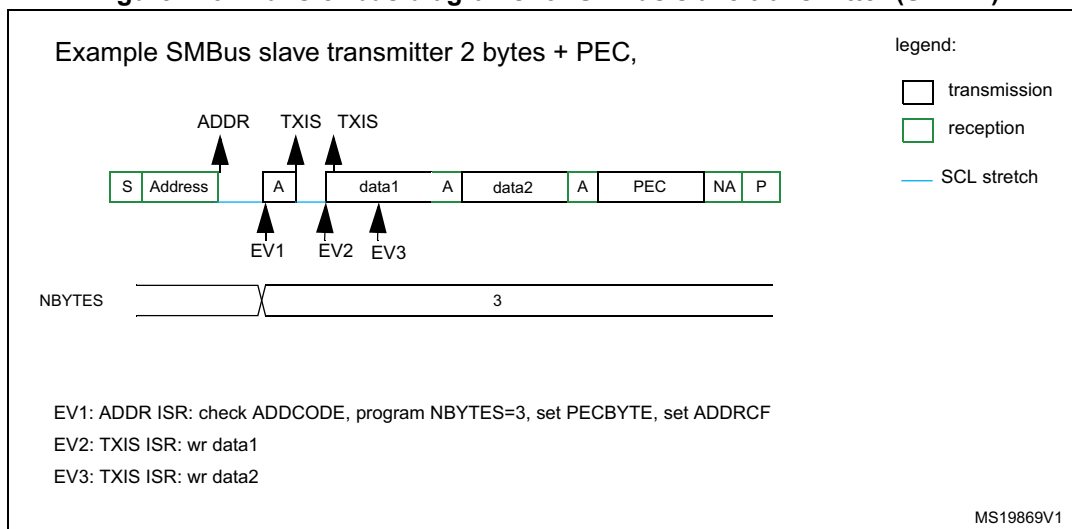 Example SMBus slave transmitter 2 bytes + PEC,
legend:
transmission
reception
SCL stretch
ADDR TXIS TXIS
S Address A data1 A data2 A PEC NA P
EV1 EV2 EV3
NBYTES 3
EV1: ADDR ISR: check ADDCODE, program NBYTES=3, set PECBYTE, set ADDRCF
EV2: TXIS ISR: wr data1
EV3: TXIS ISR: wr data2
MS19869V1